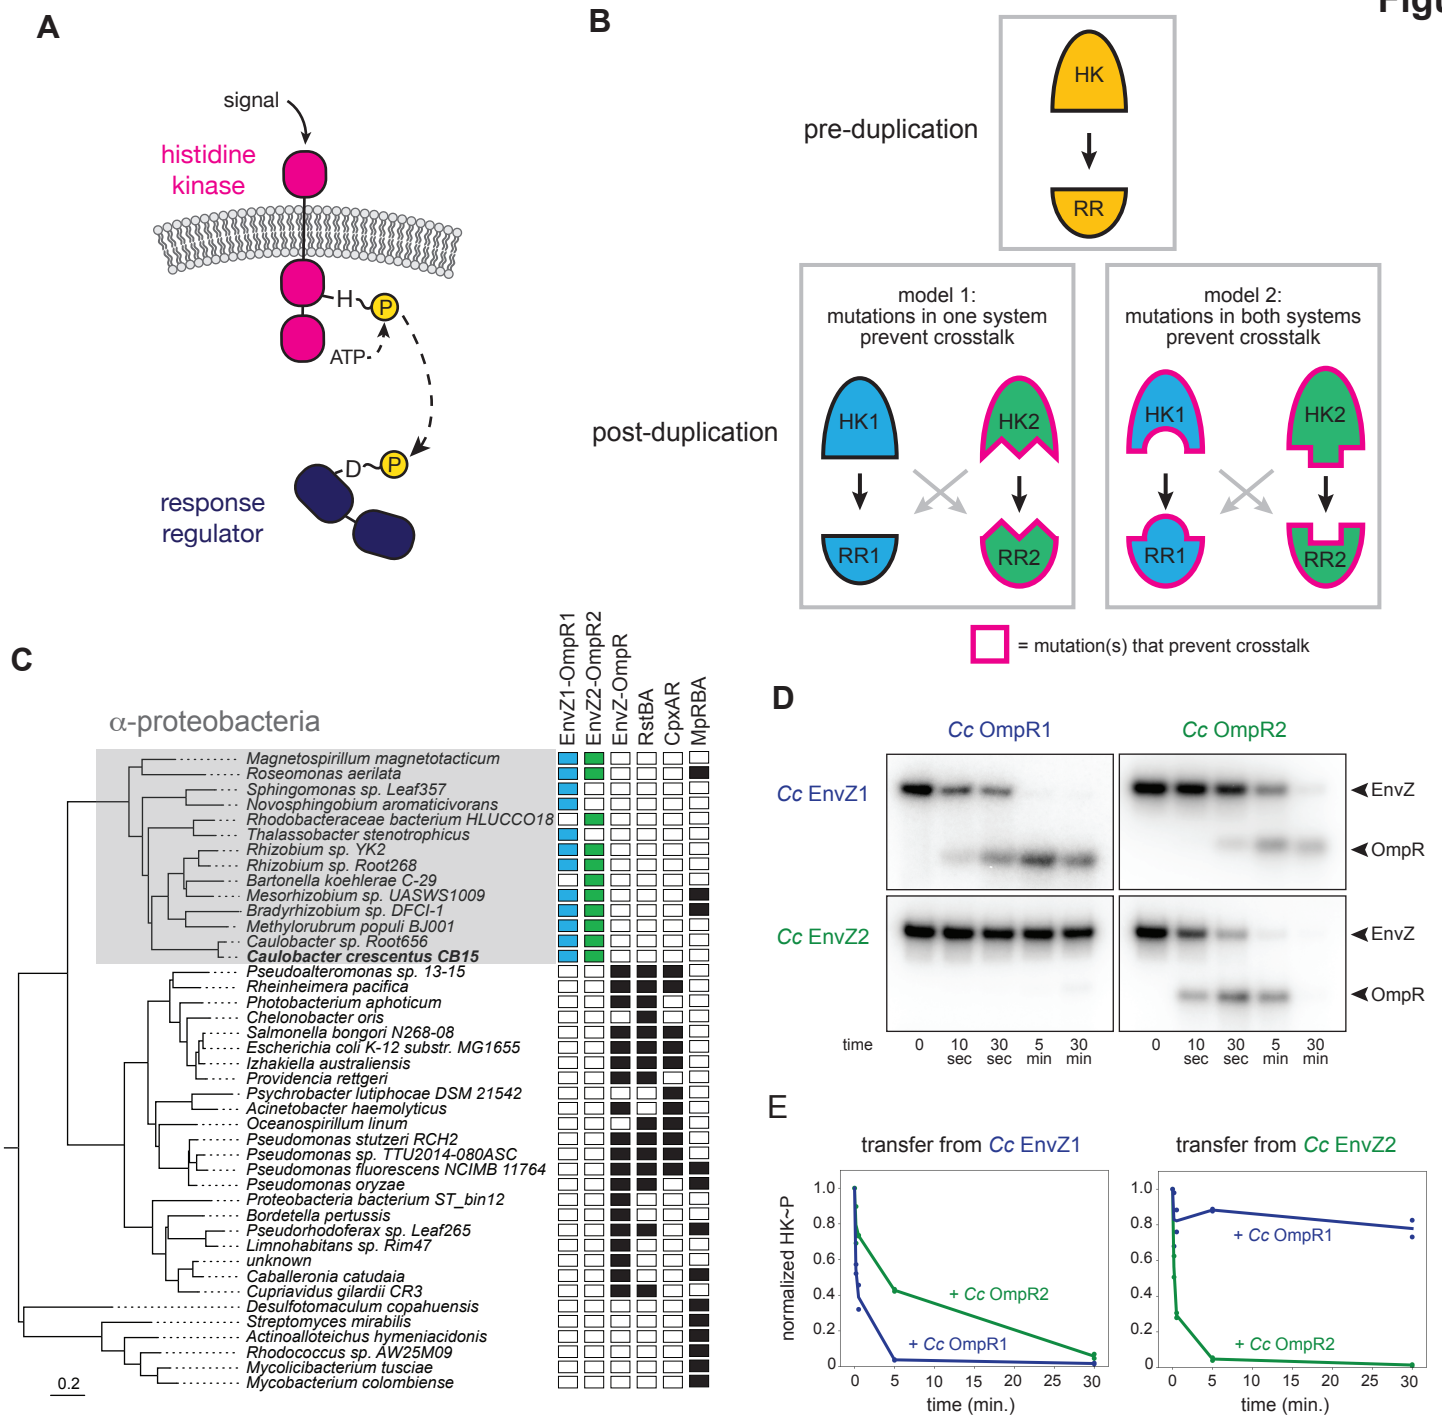 Figu
A
signal
histidine
kinase
H
P
ATP
D
P
response
regulator
B
pre-duplication
HK
RR
post-duplication
model 1:
mutations in one system
prevent crosstalk
HK1
HK2
RR1
RR2
model 2:
mutations in both systems
prevent crosstalk
HK1
HK2
RR1
RR2
= mutation(s) that prevent crosstalk
C
α-proteobacteria
EnvZ1-OmpR1
EnvZ2-OmpR2
EnvZ-OmpR
RstBA
CpxAR
MpRBA
Magnetospirillum magnetotacticum
Roseomonas aerilata
Sphingomonas sp. Leaf357
Novosphingobium aromaticivorans
Rhodobacteraceae bacterium HLUCCO18
Thalassobacter stenotrophicus
Rhizobium sp. YK2
Rhizobium sp. Root268
Bartonella koehlerae C-29
Mesorhizobium sp. UASWS1009
Bradyrhizobium sp. DFCI-1
Methylorubrum populi BJ001
Caulobacter sp. Root656
Caulobacter crescentus CB15
Pseudoalteromonas sp. 13-15
Rheinheimera pacifica
Photobacterium aphoticum
Chelonobacter oris
Salmonella bongori N268-08
Escherichia coli K-12 substr. MG1655
Izhakiella australiensis
Providencia rettgeri
Psychrobacter lutiphocae DSM 21542
Acinetobacter haemolyticus
Oceanospirillum linum
Pseudomonas stutzeri RCH2
Pseudomonas sp. TTU2014-080ASC
Pseudomonas fluorescens NCIMB 11764
Pseudomonas oryzae
Proteobacteria bacterium ST_bin12
Bordetella pertussis
Pseudorhodoferax sp. Leaf265
Limnohabitans sp. Rim47
unknown
Caballeronia catudaia
Cupriavidus gilardii CR3
Desulfotomaculum copahuensis
Streptomyces mirabilis
Actinoalloteichus hymeniacidonis
Rhodococcus sp. AW25M09
Mycolicibacterium tusciae
Mycobacterium colombiense
0.2
D
Cc OmpR1
Cc OmpR2
Cc EnvZ1
EnvZ
OmpR
Cc EnvZ2
EnvZ
OmpR
time 0 10 sec 30 sec 5 min 30 min 0 10 sec 30 sec 5 min 30 min
E
transfer from Cc EnvZ1
normalized HK~P
1.0
0.8
0.6
0.4
0.2
0
+ Cc OmpR2
+ Cc OmpR1
0 5 10 15 20 25 30
time (min.)
transfer from Cc EnvZ2
1.0
0.8
0.6
0.4
0.2
0
+ Cc OmpR1
+ Cc OmpR2
0 5 10 15 20 25 30
time (min.)